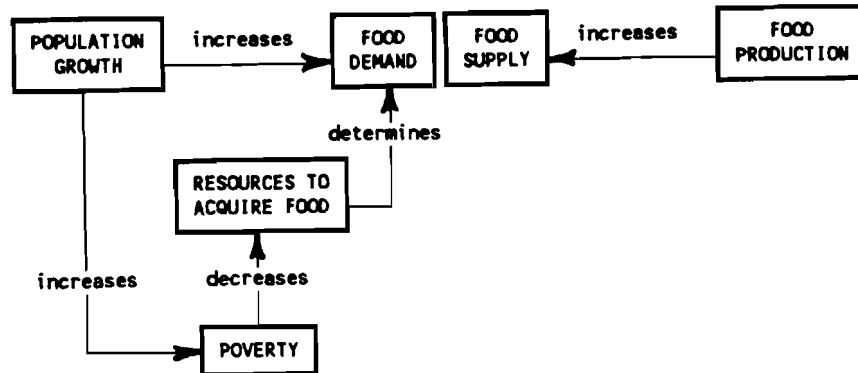 POPULATION
GROWTH
increases
FOOD
DEMAND
FOOD
SUPPLY
increases
FOOD
PRODUCTION
determines
RESOURCES TO
ACQUIRE FOOD
increases
decreases
POVERTY